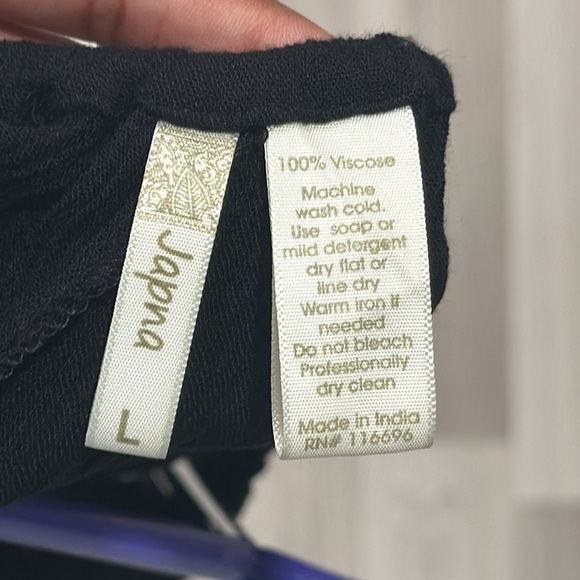 Japna
L
100% Viscose
Machine
wash cold.
Use soap or
mild detergent
dry flat or
line dry
Warm iron if
needed
Do not bleach
Professionally
dry clean
Made in India
RN# 116696